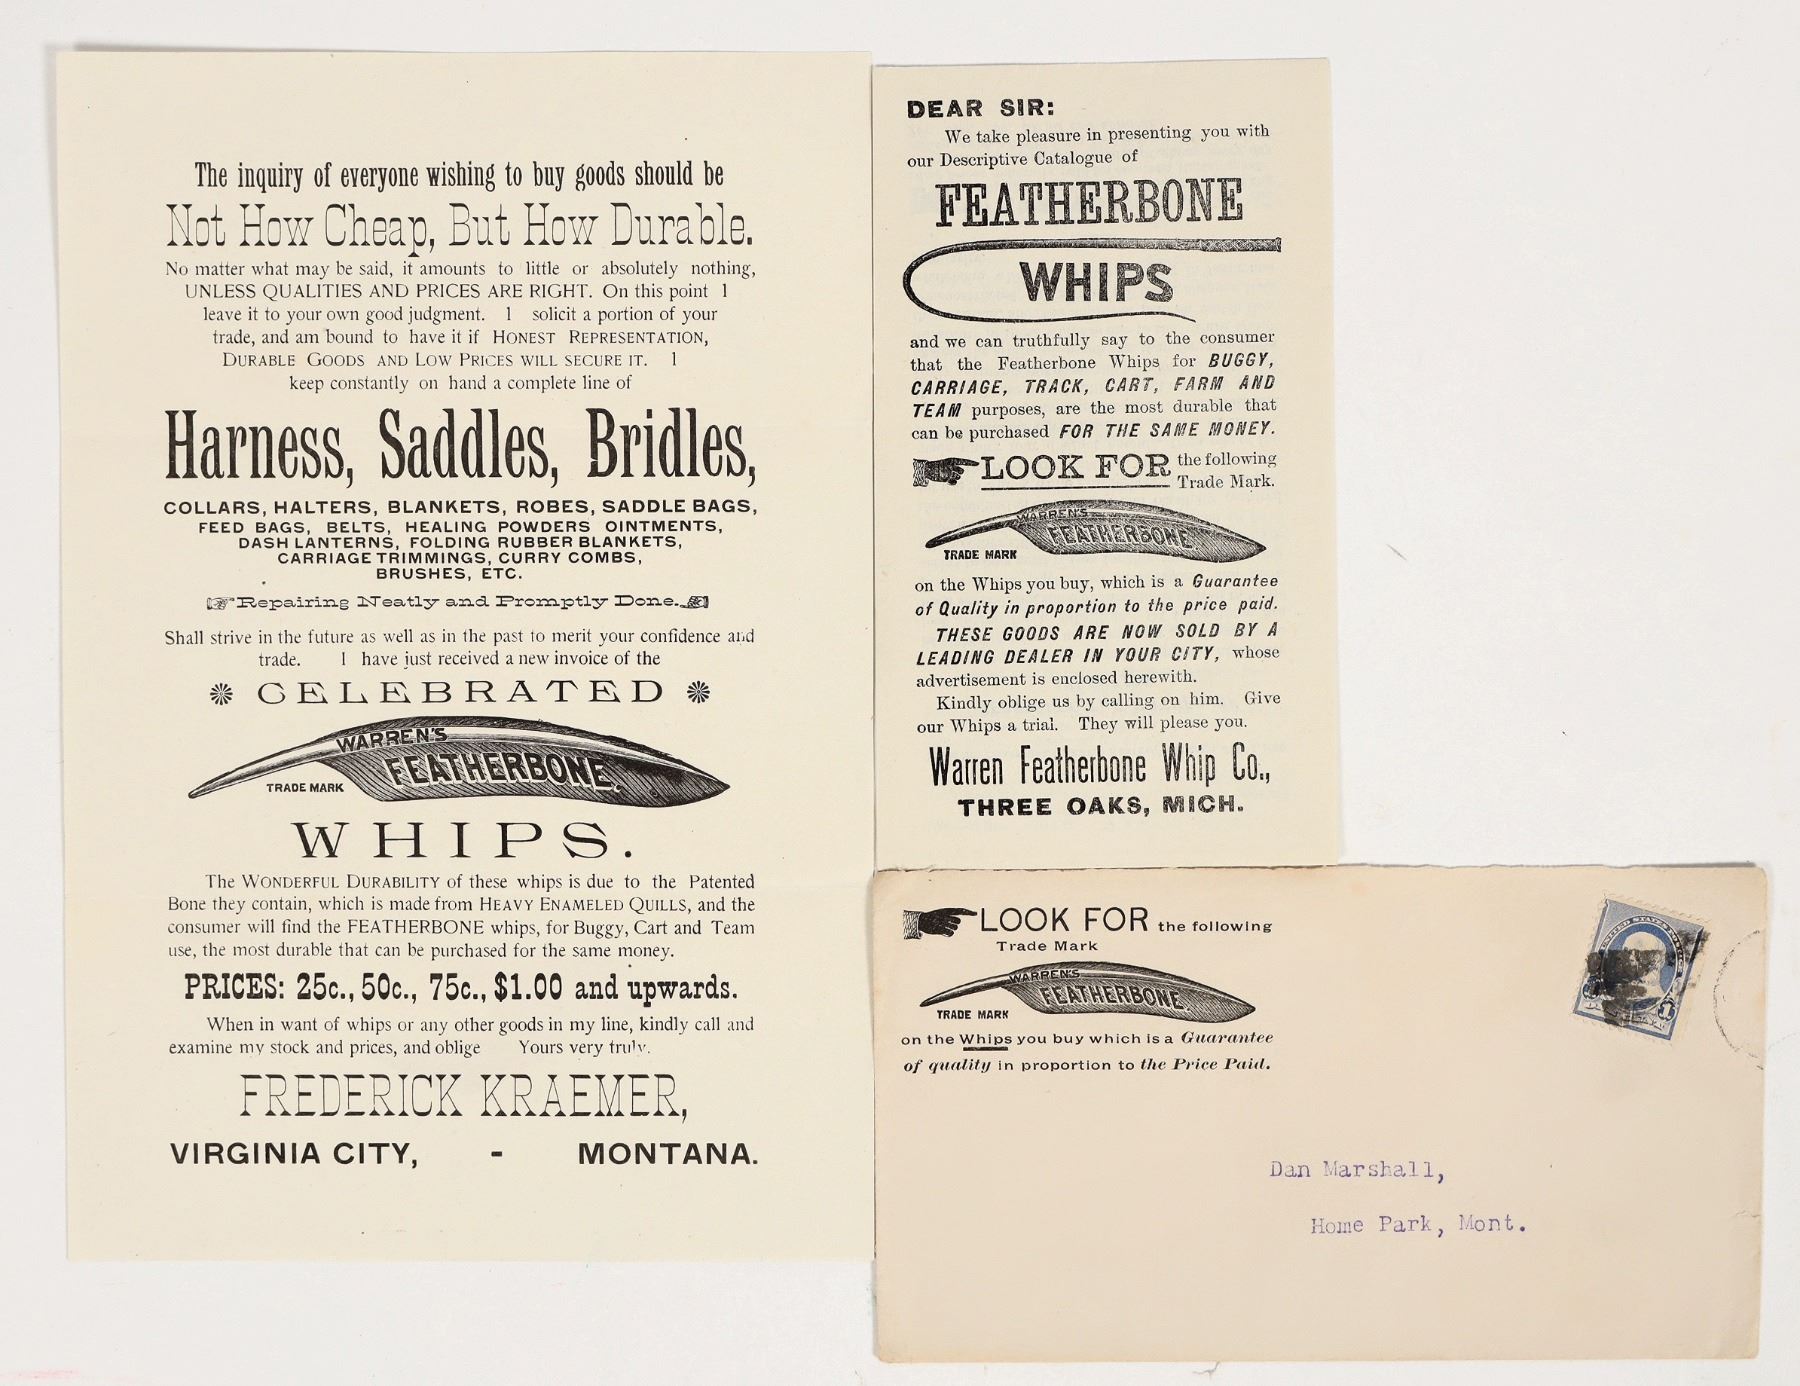 The inquiry of everyone wishing to buy goods should be
Not How Cheap, But How Durable.
No matter what may be said, it amounts to little or absolutely nothing,
UNLESS QUALITIES AND PRICES ARE RIGHT. On this point I
leave it to your own good judgment. I solicit a portion of your
trade, and am bound to have it if HONEST REPRESENTATION,
DURABLE GOODS AND LOW PRICES WILL SECURE IT. I
keep constantly on hand a complete line of
Harness, Saddles, Bridles,
COLLARS, HALTERS, BLANKETS, ROBES, SADDLE BAGS,
FEED BAGS, BELTS, HEALING POWDERS OINTMENTS,
DASH LANTERNS, FOLDING RUBBER BLANKETS,
CARRIAGE TRIMMINGS, CURRY COMBS,
BRUSHES, ETC.
Repairing Neatly and Promptly Done.
Shall strive in the future as well as in the past to merit your confidence and
trade. I have just received a new invoice of the
CELEBRATED
WARREN'S
FEATHERBONE.
TRADE MARK
WHIPS.
The WONDERFUL DURABILITY of these whips is due to the Patented
Bone they contain, which is made from HEAVY ENAMELED QUILLS, and the
consumer will find the FEATHERBONE whips, for Buggy, Cart and Team
use, the most durable that can be purchased for the same money.
PRICES: 25c., 50c., 75c., $1.00 and upwards.
When in want of whips or any other goods in my line, kindly call and
examine my stock and prices, and oblige Yours very truly.
FREDERICK KRAEMER,
VIRGINIA CITY, - MONTANA.
DEAR SIR:
We take pleasure in presenting you with
our Descriptive Catalogue of
FEATHERBONE
WHIPS
and we can truthfully say to the consumer
that the Featherbone Whips for BUGGY,
CARRIAGE, TRACK, CART, FARM AND
TEAM purposes, are the most durable that
can be purchased FOR THE SAME MONEY.
LOOK FOR the following
Trade Mark.
WARREN'S
FEATHERBONE
TRADE MARK
on the Whips you buy, which is a Guarantee
of Quality in proportion to the price paid.
THESE GOODS ARE NOW SOLD BY A
LEADING DEALER IN YOUR CITY, whose
advertisement is enclosed herewith.
Kindly oblige us by calling on him. Give
our Whips a trial. They will please you.
Warren Featherbone Whip Co.,
THREE OAKS, MICH.
LOOK FOR the following
Trade Mark
WARREN'S
FEATHERBONE
TRADE MARK
on the Whips you buy which is a Guarantee
of quality in proportion to the Price Paid.
UNITED STATES
1
Dan Marshall,
Home Park, Mont.